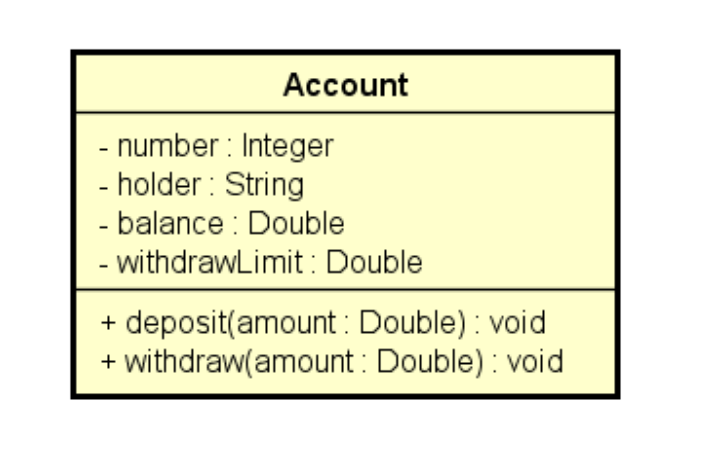 Account
- number : Integer
- holder : String
- balance : Double
- withdrawLimit : Double
+ deposit(amount : Double) : void
+ withdraw(amount : Double) : void